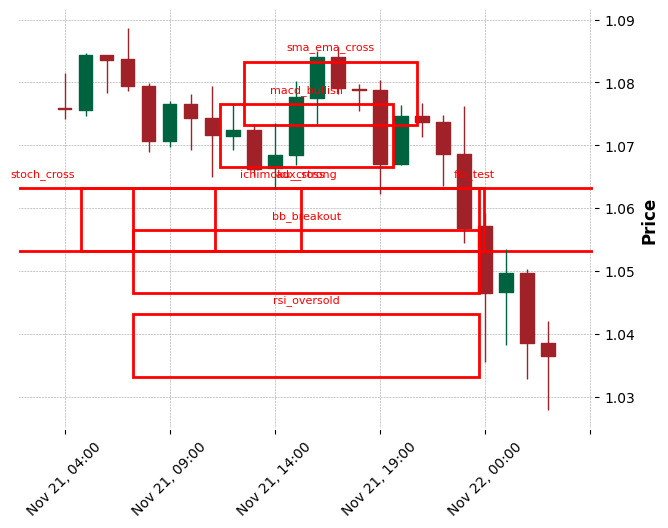 1.09
sma_ema_cross
1.08
macd_bullish
1.07
stoch_cross
fib_test
1.06
Price
bb_breakout
1.05
rsi_oversold
1.04
1.03
Nov 21, 04:00
Nov 21, 09:00
Nov 21, 14:00
Nov 21, 19:00
Nov 22, 00:00